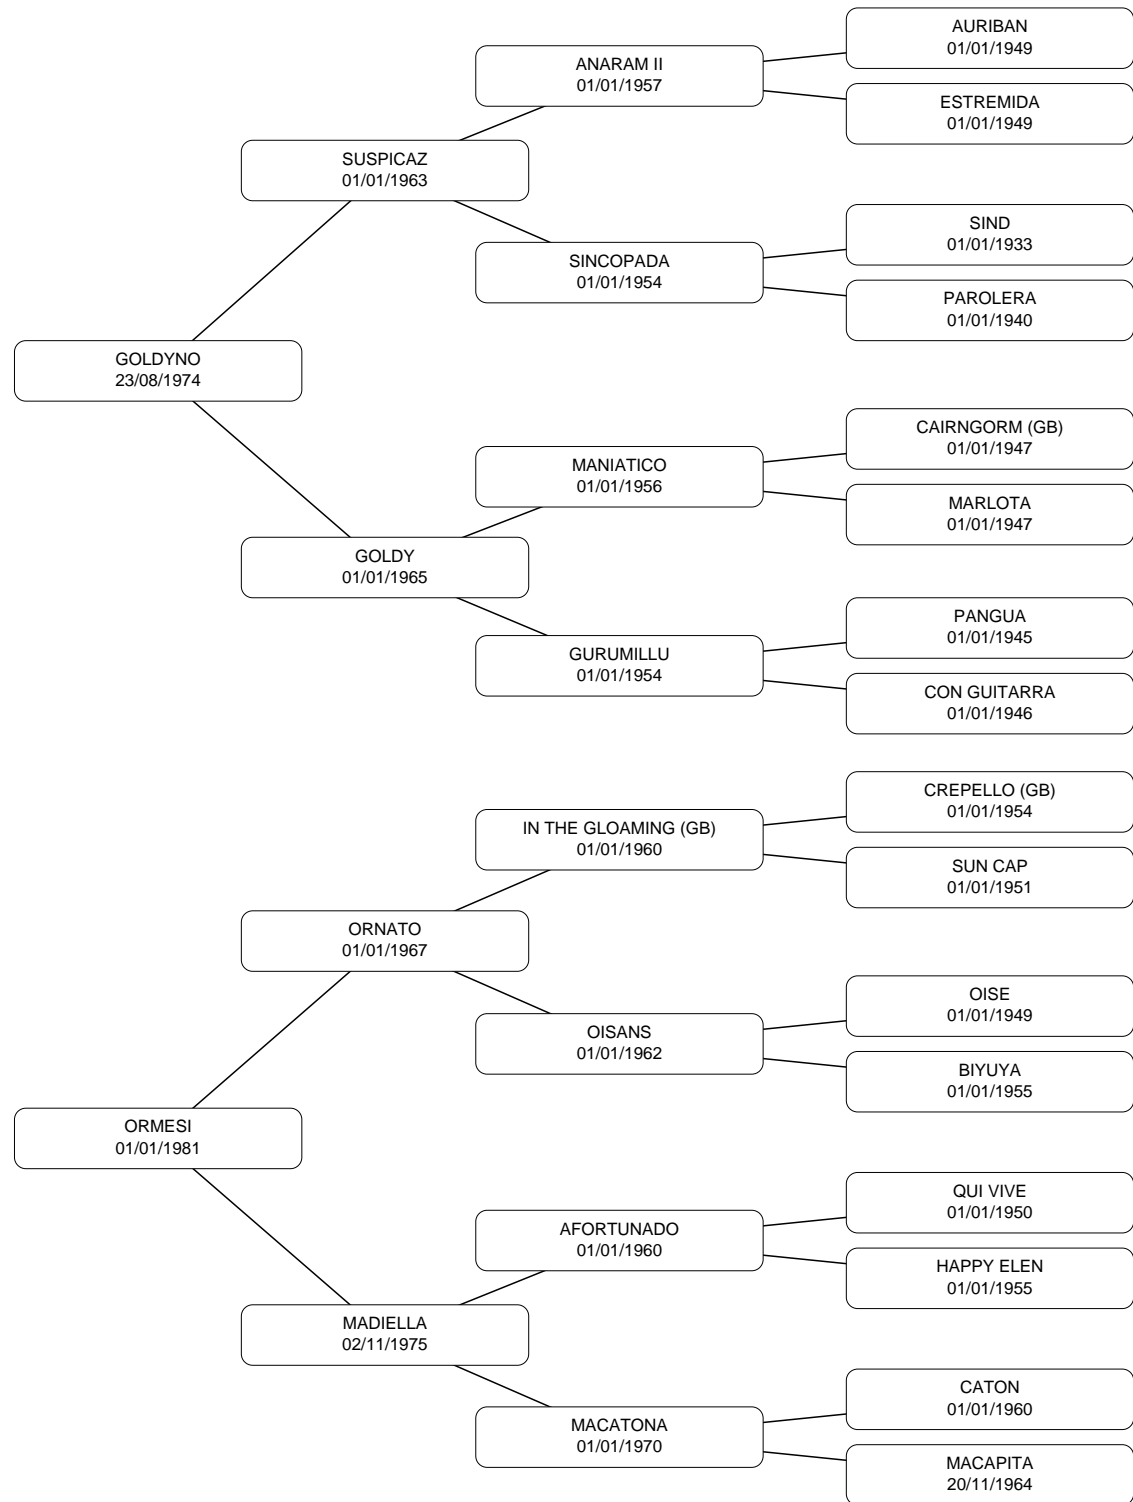 AURIBAN
01/01/1949
ANARAM II
01/01/1957
ESTREMIDA
01/01/1949
SUSPICAZ
01/01/1963
SIND
01/01/1933
SINCOPADA
01/01/1954
PAROLERA
01/01/1940
GOLDYNO
23/08/1974
CAIRNGORM (GB)
01/01/1947
MANIATICO
01/01/1956
MARLOTA
01/01/1947
GOLDY
01/01/1965
PANGUA
01/01/1945
GURUMILLU
01/01/1954
CON GUITARRA
01/01/1946
CREPELLO (GB)
01/01/1954
IN THE GLOAMING (GB)
01/01/1960
SUN CAP
01/01/1951
ORNATO
01/01/1967
OISE
01/01/1949
OISANS
01/01/1962
BIYUYA
01/01/1955
ORMESI
01/01/1981
QUI VIVE
01/01/1950
AFORTUNADO
01/01/1960
HAPPY ELEN
01/01/1955
MADIELLA
02/11/1975
CATON
01/01/1960
MACATONA
01/01/1970
MACAPITA
20/11/1964